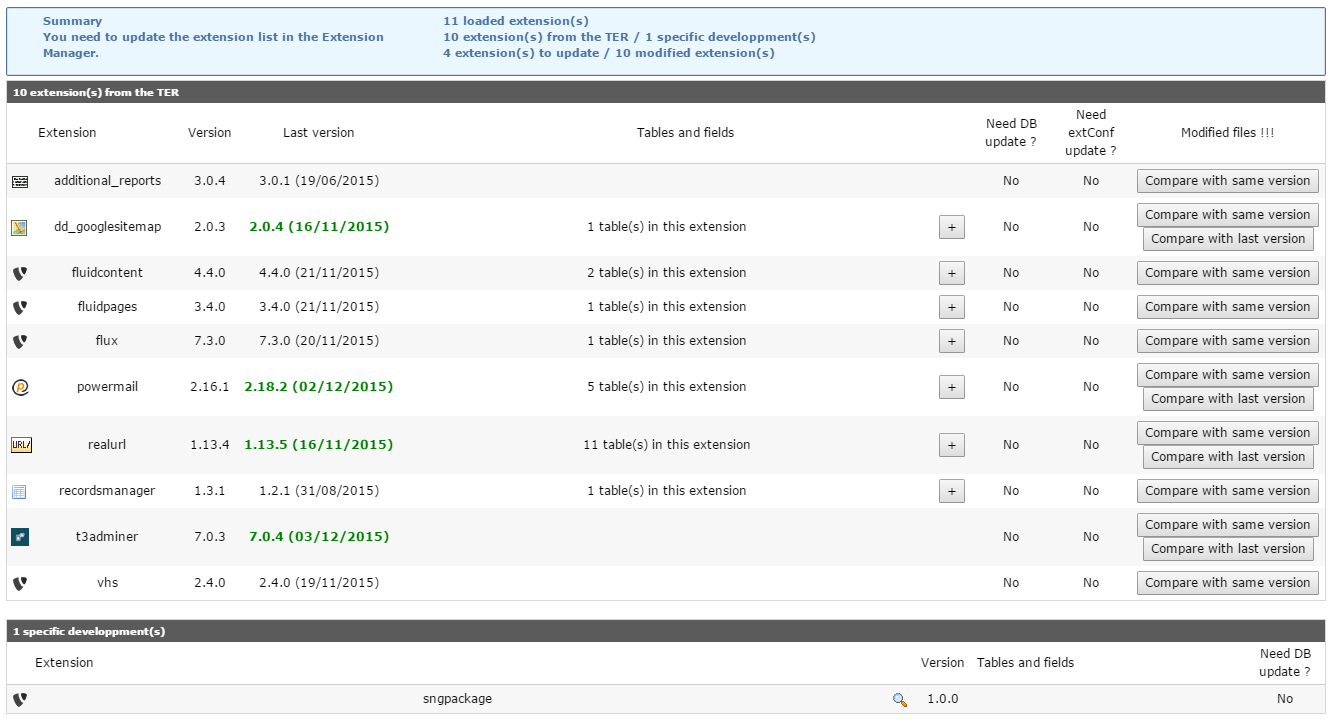 Summary 11 loaded extension(s)
You need to update the extension list in the Extension 10 extension(s) from the TER / 1 specific developpment(s)
Manager. 4 extension(s) to update / 10 modified extension(s)
10 extension(s) from the TER
Extension Version Last version Tables and fields Need DB update ? Need extConf update ? Modified files !!!
additional_reports 3.0.4 3.0.1 (19/06/2015) No No Compare with same version
dd_googlesitemap 2.0.3 2.0.4 (16/11/2015) 1 table(s) in this extension + No No Compare with same version
Compare with last version
fluidcontent 4.4.0 4.4.0 (21/11/2015) 2 table(s) in this extension + No No Compare with same version
fluidpages 3.4.0 3.4.0 (21/11/2015) 1 table(s) in this extension + No No Compare with same version
flux 7.3.0 7.3.0 (20/11/2015) 1 table(s) in this extension + No No Compare with same version
powermail 2.16.1 2.18.2 (02/12/2015) 5 table(s) in this extension + No No Compare with same version
Compare with last version
URL/ realurl 1.13.4 1.13.5 (16/11/2015) 11 table(s) in this extension + No No Compare with same version
Compare with last version
recordsmanager 1.3.1 1.2.1 (31/08/2015) 1 table(s) in this extension + No No Compare with same version
t3adminer 7.0.3 7.0.4 (03/12/2015) No No Compare with same version
Compare with last version
vhs 2.4.0 2.4.0 (19/11/2015) No No Compare with same version
1 specific developpment(s)
Extension Version Tables and fields Need DB update ?
sngpackage 1.0.0 No